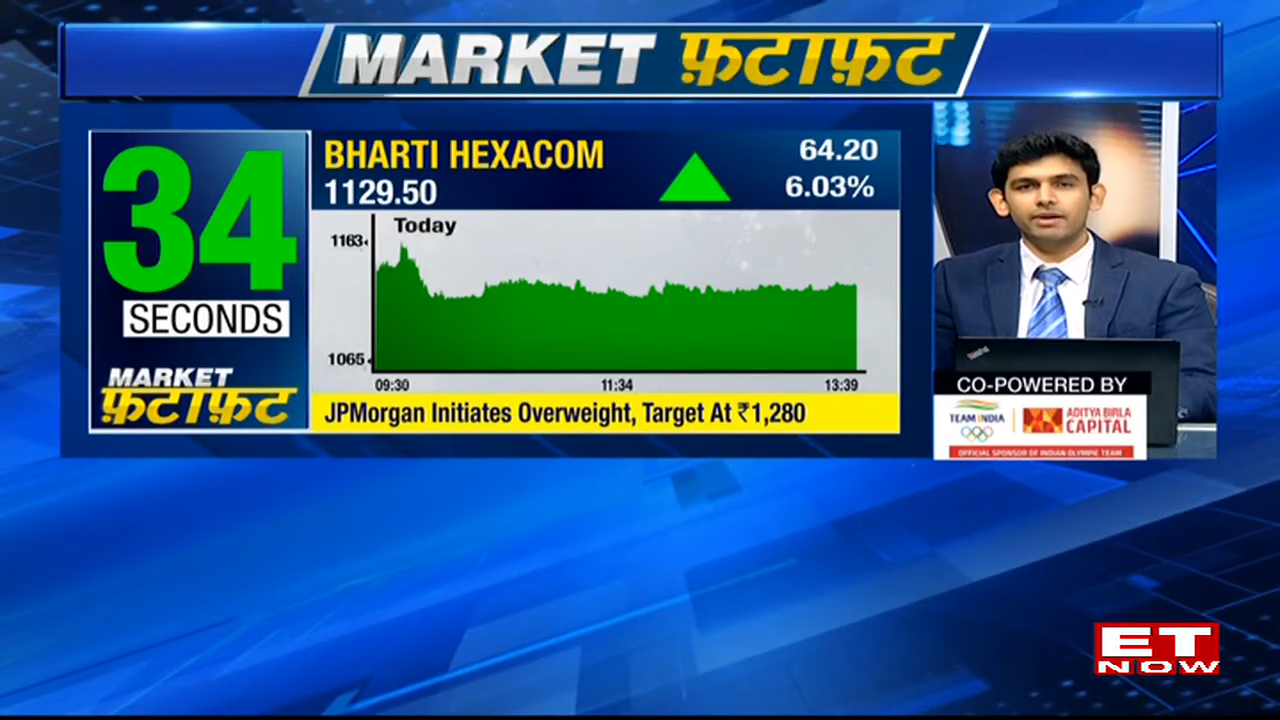 MARKET फ़टाफ़ट
34
SECONDS
MARKET
फ़टाफ़ट
BHARTI HEXACOM
1129.50
64.20
6.03%
Today
1163
1065
09:30 11:34 13:39
JPMorgan Initiates Overweight, Target At ₹1,280
ThinkPad
CO-POWERED BY
TEAM INDIA
ADITYA BIRLA
CAPITAL
OFFICIAL SPONSOR OF INDIAN OLYMPIC TEAM
ET
NOW